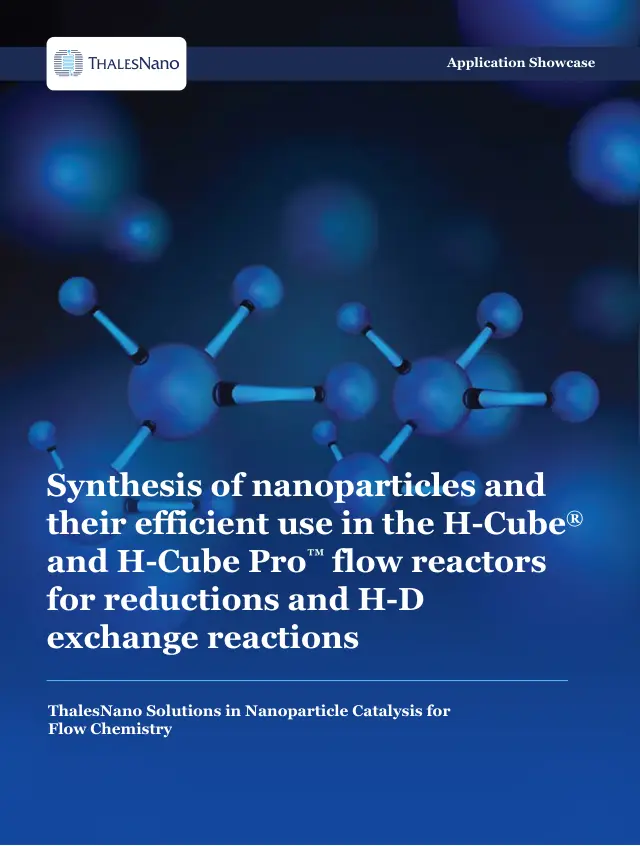 THALESNano
Application Showcase
Synthesis of nanoparticles and
their efficient use in the H-Cube®
and H-Cube Pro™ flow reactors
for reductions and H-D
exchange reactions
ThalesNano Solutions in Nanoparticle Catalysis for
Flow Chemistry